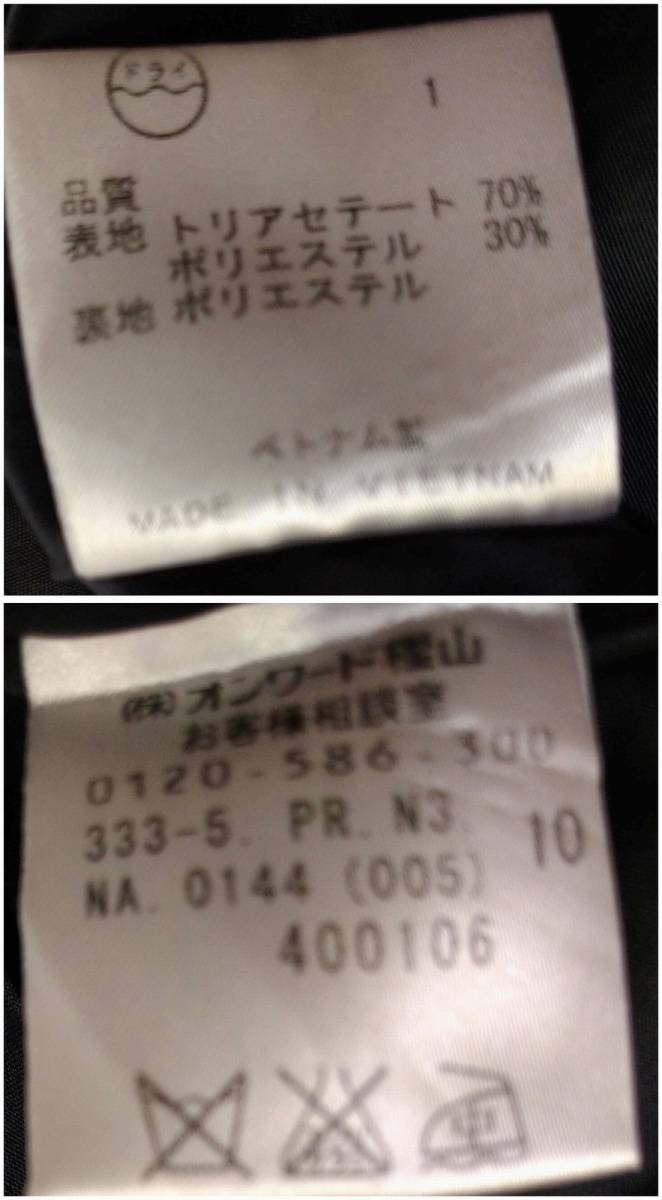 ドライ
1
品質
表地 トリアセテート 70%
ポリエステル 30%
裏地 ポリエステル
ベトナム製
MADE IN VIETNAM
(株)オンワード樫山
お客様相談室
0120-586-300
333-5. PR. N3. 10
NA. 0144 (005)
400106